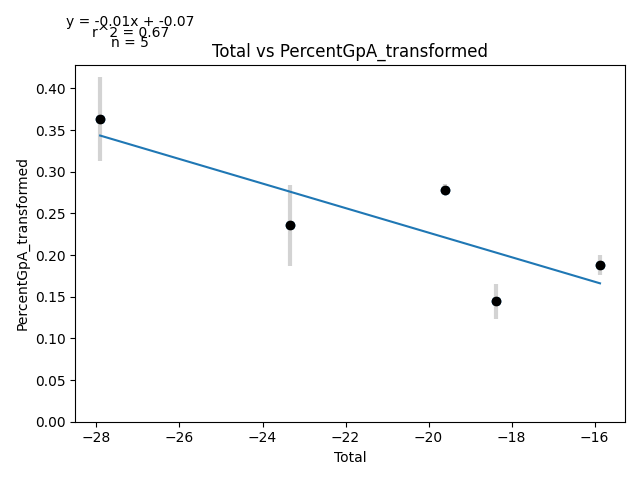 y = -0.01x + -0.07
r^2 = 0.67
n = 5
Total vs PercentGpA_transformed
PercentGpA_transformed
0.40
0.35
0.30
0.25
0.20
0.15
0.10
0.05
0.00
−28 −26 −24 −22 −20 −18 −16
Total